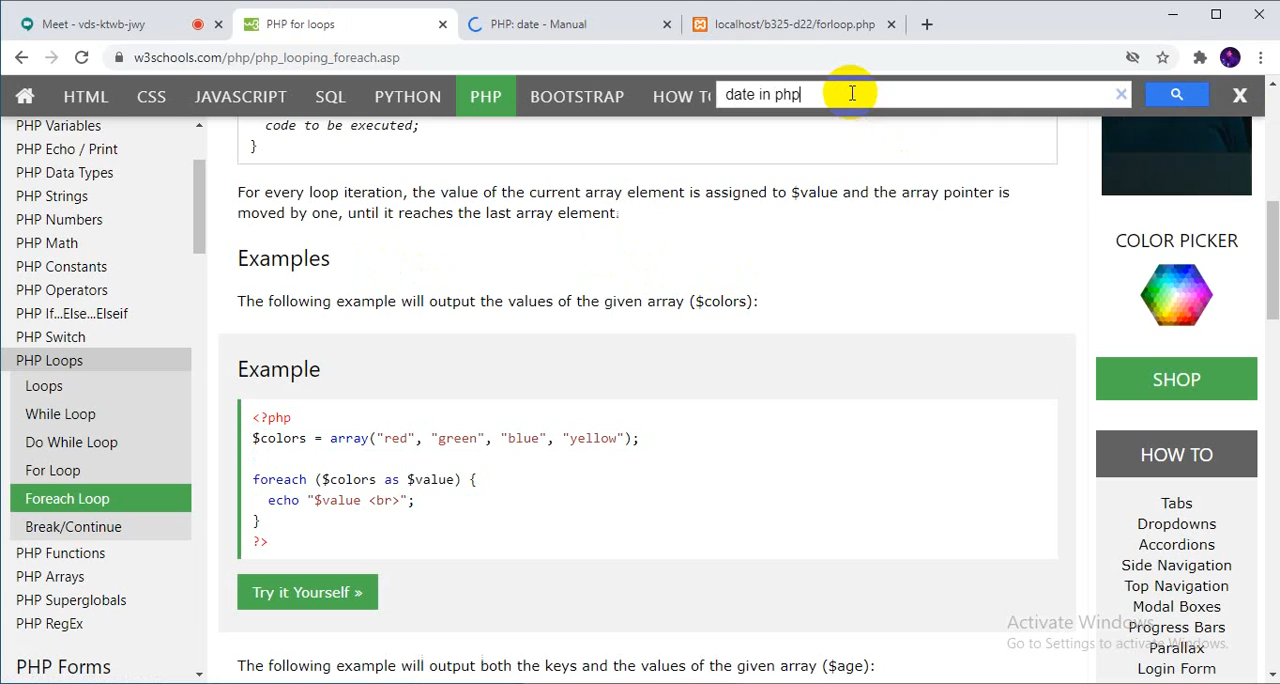 Meet - vds-ktwb-jwy
PHP for loops
PHP: date - Manual
localhost/b325-d22/forloop.php
w3schools.com/php/php_looping_foreach.asp
HTML
CSS
JAVASCRIPT
SQL
PYTHON
PHP
BOOTSTRAP
HOW T
date in php
X
PHP Variables
PHP Echo / Print
PHP Data Types
PHP Strings
PHP Numbers
PHP Math
PHP Constants
PHP Operators
PHP If...Else...Elseif
PHP Switch
PHP Loops
Loops
While Loop
Do While Loop
For Loop
Foreach Loop
Break/Continue
PHP Functions
PHP Arrays
PHP Superglobals
PHP RegEx
PHP Forms
code to be executed;
}
For every loop iteration, the value of the current array element is assigned to $value and the array pointer is
moved by one, until it reaches the last array element.
Examples
The following example will output the values of the given array ($colors):
Example
<?php
$colors = array("red", "green", "blue", "yellow");
foreach ($colors as $value) {
echo "$value <br>";
}
?>
Try it Yourself »
The following example will output both the keys and the values of the given array ($age):
COLOR PICKER
SHOP
HOW TO
Tabs
Dropdowns
Accordions
Side Navigation
Top Navigation
Modal Boxes
Progress Bars
Parallax
Login Form
Activate Windows
Go to Settings to activate Windows.